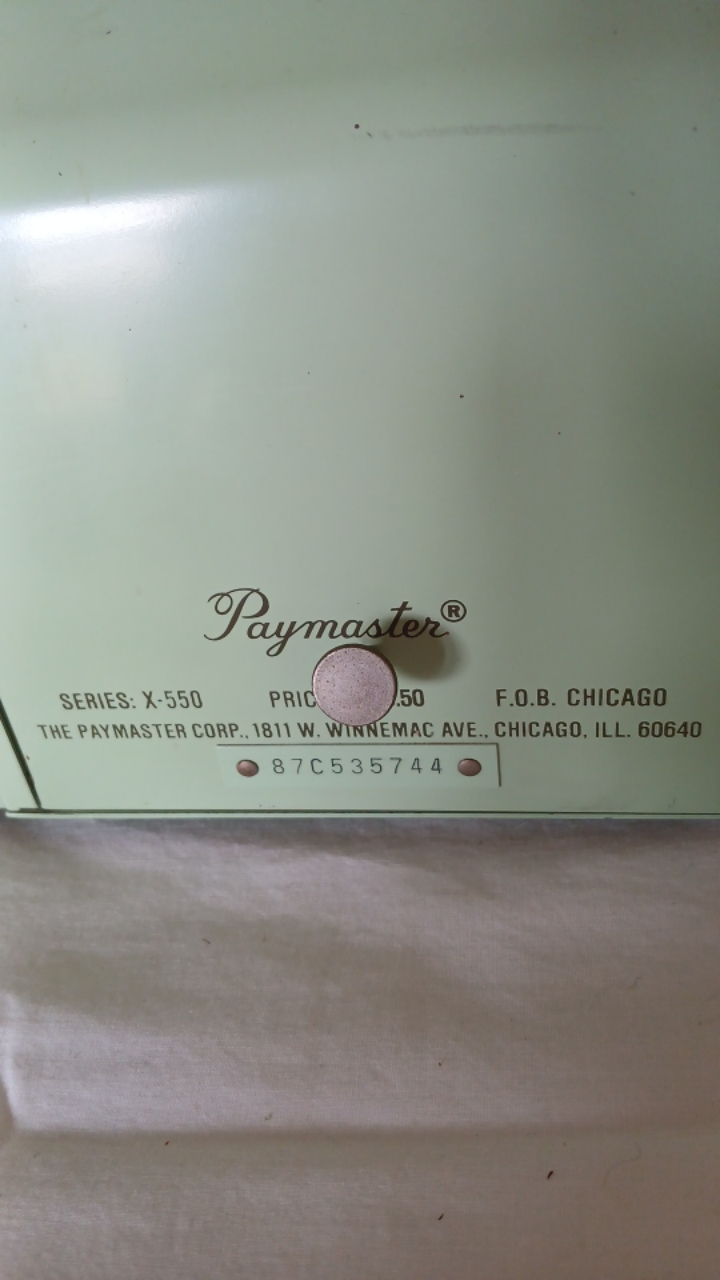 Paymaster®
SERIES: X-550 .50 F.O.B. CHICAGO
THE PAYMASTER CORP., 1811 W. WINNEMAC AVE., CHICAGO, ILL. 60640
87C535744